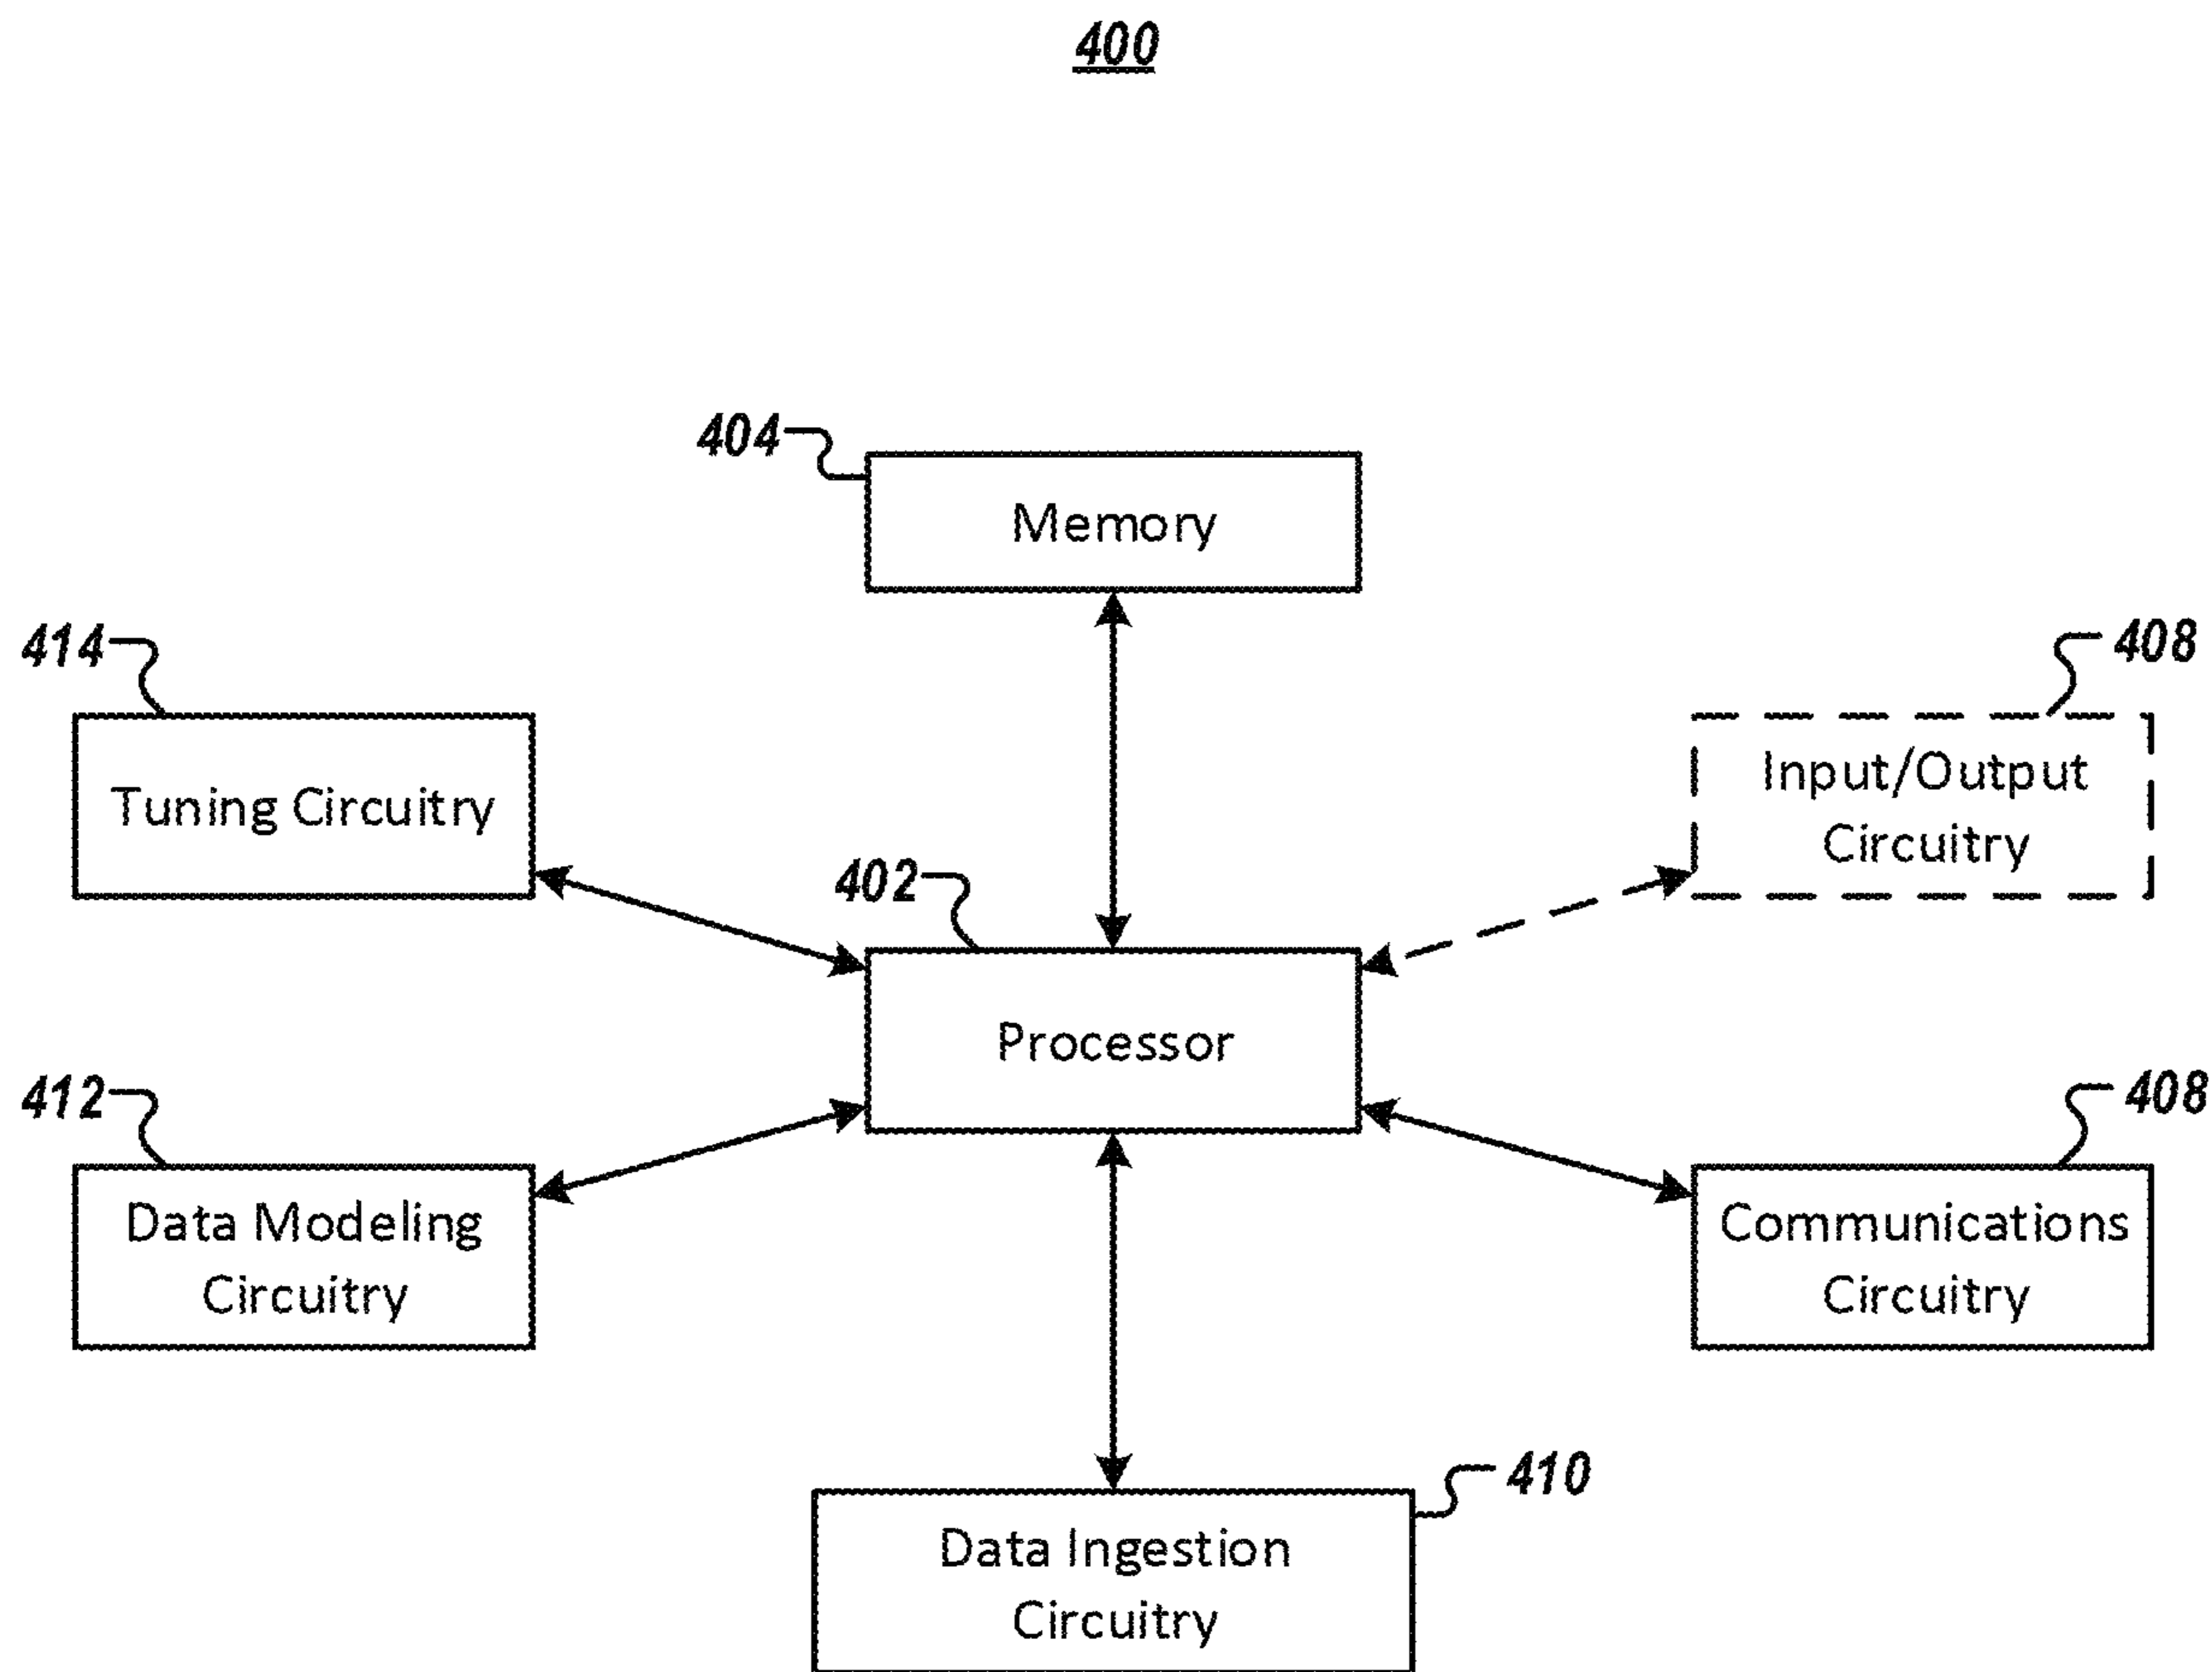 400
404
Memory
414
408
Tuning Circuitry
Input/Output
Circuitry
402
Processor
412
408
Data Modeling
Circuitry
Communications
Circuitry
410
Data Ingestion
Circuitry